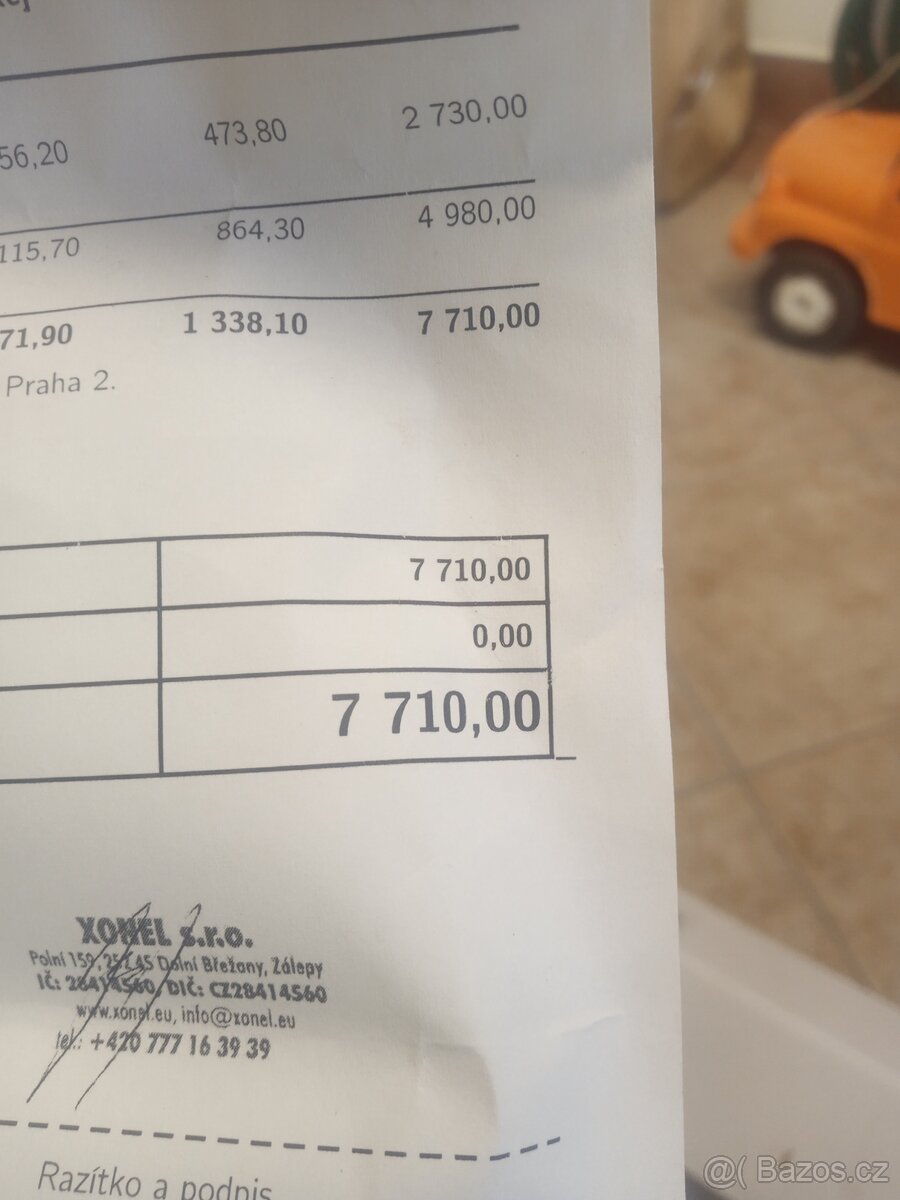 56,20 473,80 2 730,00
115,70 864,30 4 980,00
71,90 1 338,10 7 710,00
Praha 2.
7 710,00
0,00
7 710,00
XONEL s.r.o.
Polní 159, 252 45 Dolní Břežany, Zálepy
IČ: 28414560, DIČ: CZ28414560
www.xonel.eu, info@xonel.eu
tel.: +420 777 16 39 39
Razítko a podpis
@( Bazos.cz